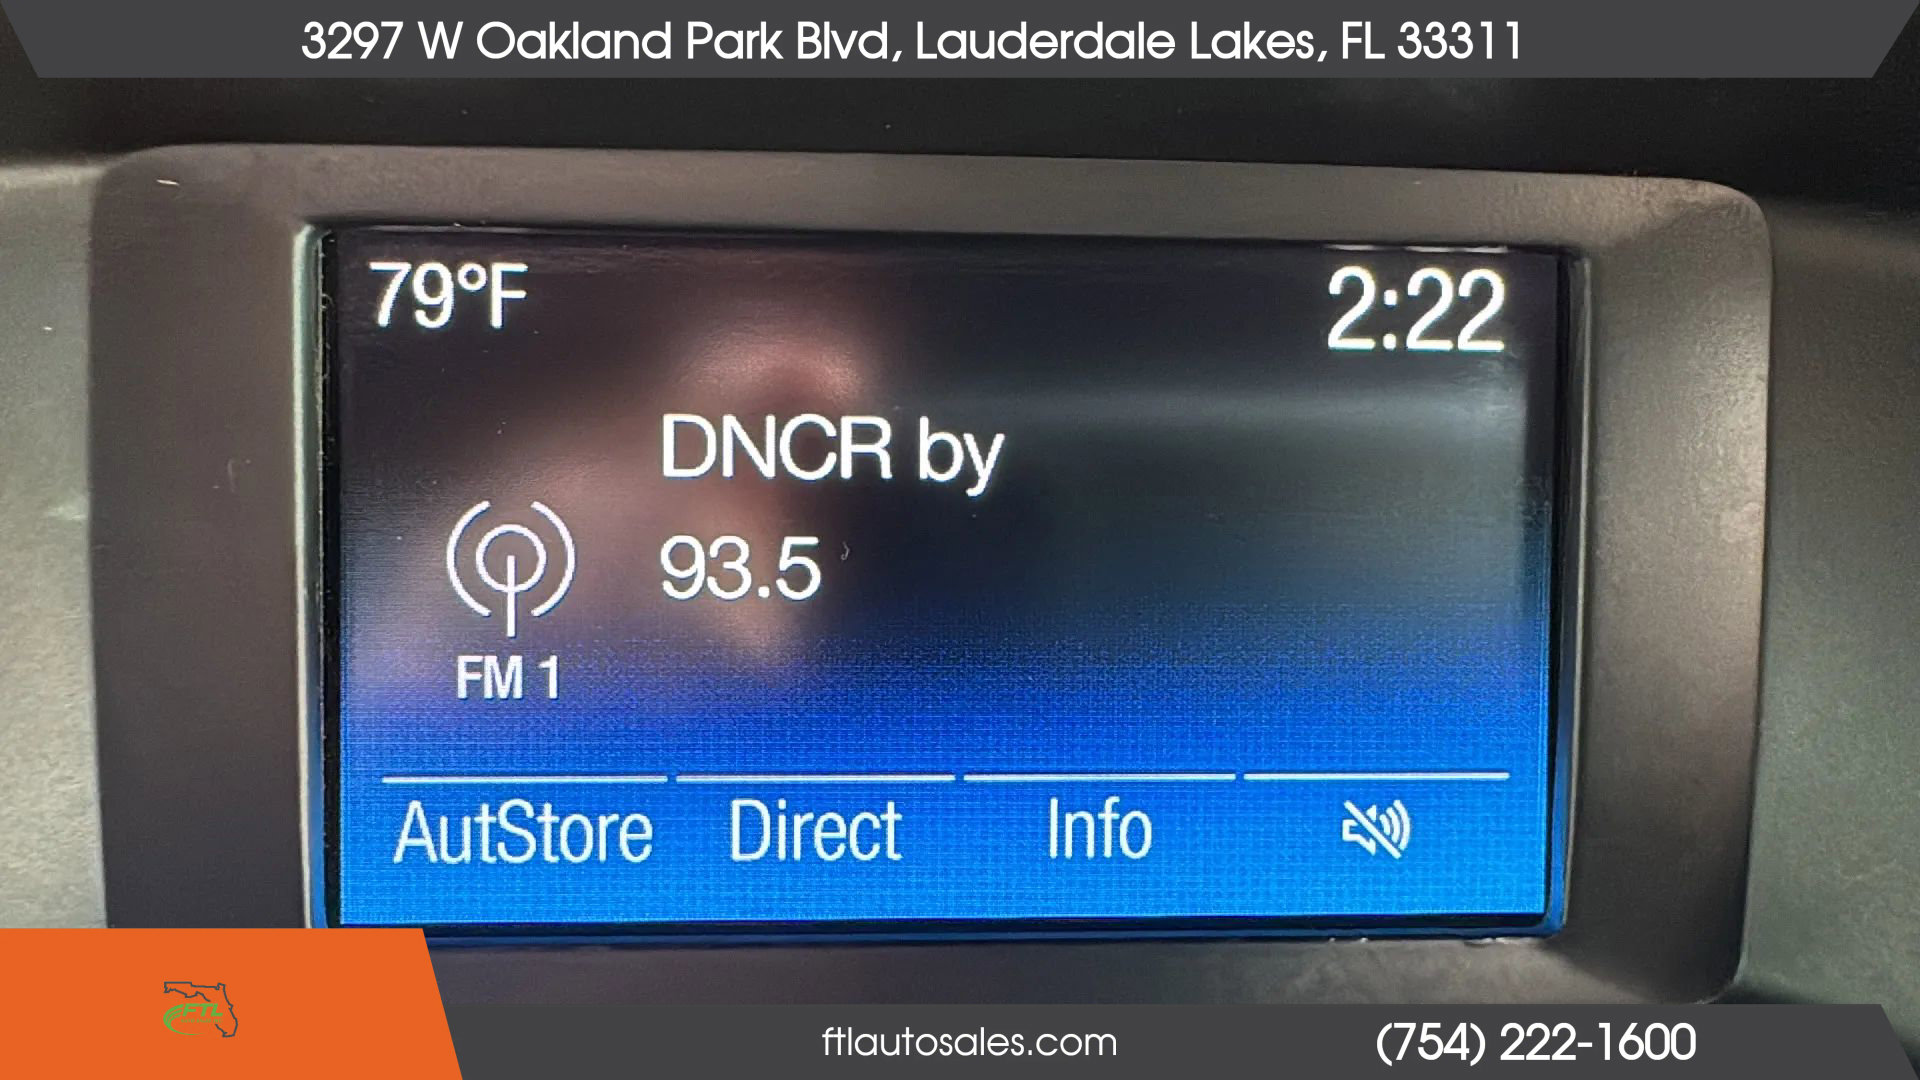 3297 W Oakland Park Blvd, Lauderdale Lakes, FL 33311
79°F
2:22
DNCR by
93.5
FM 1
AutStore
Direct
Info
FTL
ftlautosales.com
(754) 222-1600